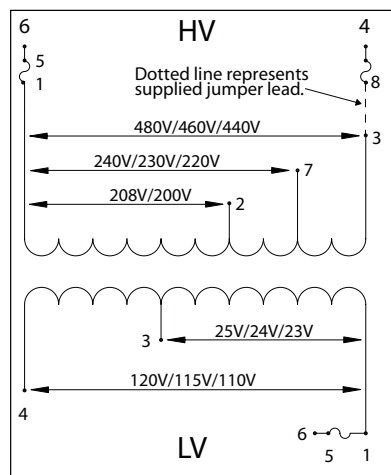 6 HV 4
5
1 8
Dotted line represents
supplied jumper lead.
480V/460V/440V 3
240V/230V/220V 7
208V/200V 2
3 25V/24V/23V
120V/115V/110V
4
6
5 1
LV